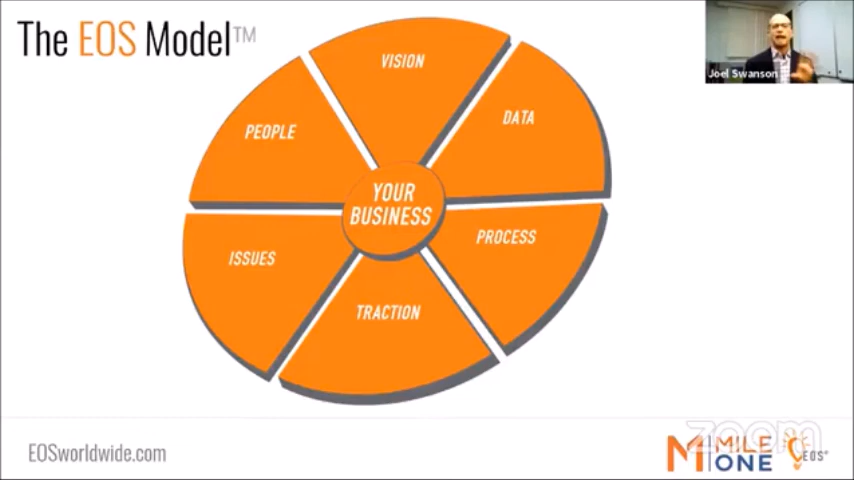 The EOS Model™
Joel Swanson
VISION
DATA
PEOPLE
YOUR
BUSINESS
PROCESS
ISSUES
TRACTION
EOSworldwide.com
zoom
MILE
ONE
EOS®